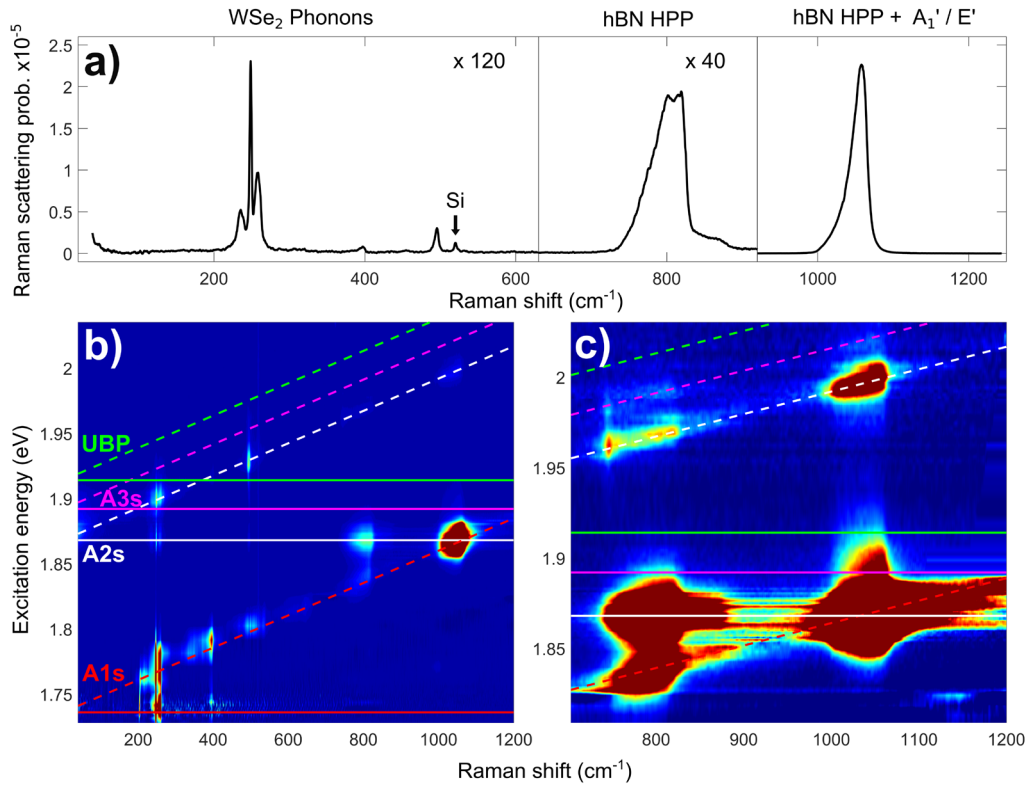 WSe₂ Phonons hBN HPP hBN HPP + A₁' / E'
a)
x 120 x 40
Si
Raman scattering prob. x10⁻⁵
2.5
2
1.5
1
0.5
0
200 400 600 800 1000 1200
Raman shift (cm⁻¹)
b)
UBP
A3s
A2s
A1s
Excitation energy (eV)
2
1.95
1.9
1.85
1.8
1.75
200 400 600 800 1000 1200
c)
2
1.95
1.9
1.85
800 900 1000 1100 1200
Raman shift (cm⁻¹)